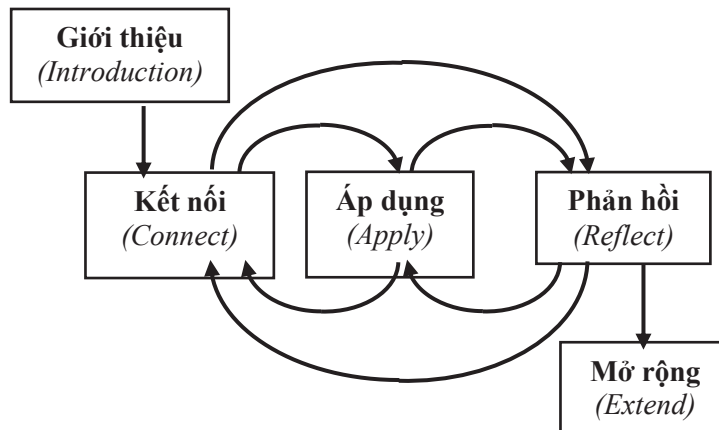 Giới thiệu
(Introduction)
Kết nối
(Connect)
Áp dụng
(Apply)
Phản hồi
(Reflect)
Mở rộng
(Extend)